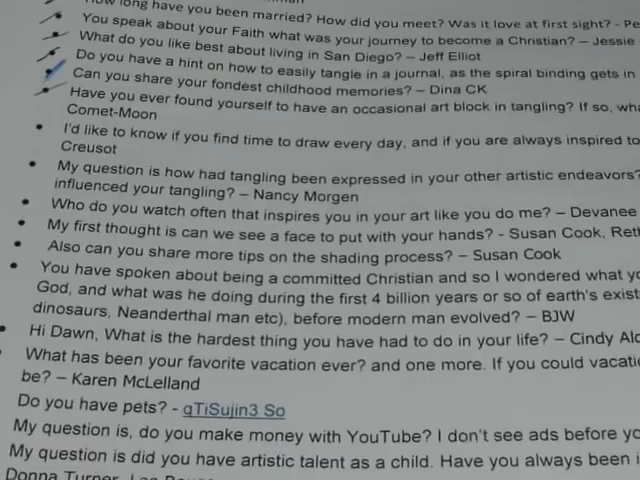 How long have you been married? How did you meet? Was it love at first sight? - Pe
You speak about your Faith what was your journey to become a Christian? – Jessie
What do you like best about living in San Diego? – Jeff Elliot
Do you have a hint on how to easily tangle in a journal, as the spiral binding gets in
Can you share your fondest childhood memories? – Dina CK
Have you ever found yourself to have an occasional art block in tangling? If so, wha
Comet-Moon
I'd like to know if you find time to draw every day, and if you are always inspired to
Creusot
My question is how had tangling been expressed in your other artistic endeavors?
influenced your tangling? – Nancy Morgen
Who do you watch often that inspires you in your art like you do me? – Devanee
My first thought is can we see a face to put with your hands? - Susan Cook, Reth
Also can you share more tips on the shading process? – Susan Cook
You have spoken about being a committed Christian and so I wondered what yo
God, and what was he doing during the first 4 billion years or so of earth's exist
dinosaurs, Neanderthal man etc), before modern man evolved? – BJW
Hi Dawn, What is the hardest thing you have had to do in your life? – Cindy Ald
What has been your favorite vacation ever? and one more. If you could vacati
be? – Karen McLelland
Do you have pets? - gTiSujin3 So
My question is, do you make money with YouTube? I don't see ads before yo
My question is did you have artistic talent as a child. Have you always been i
Donna Turner,